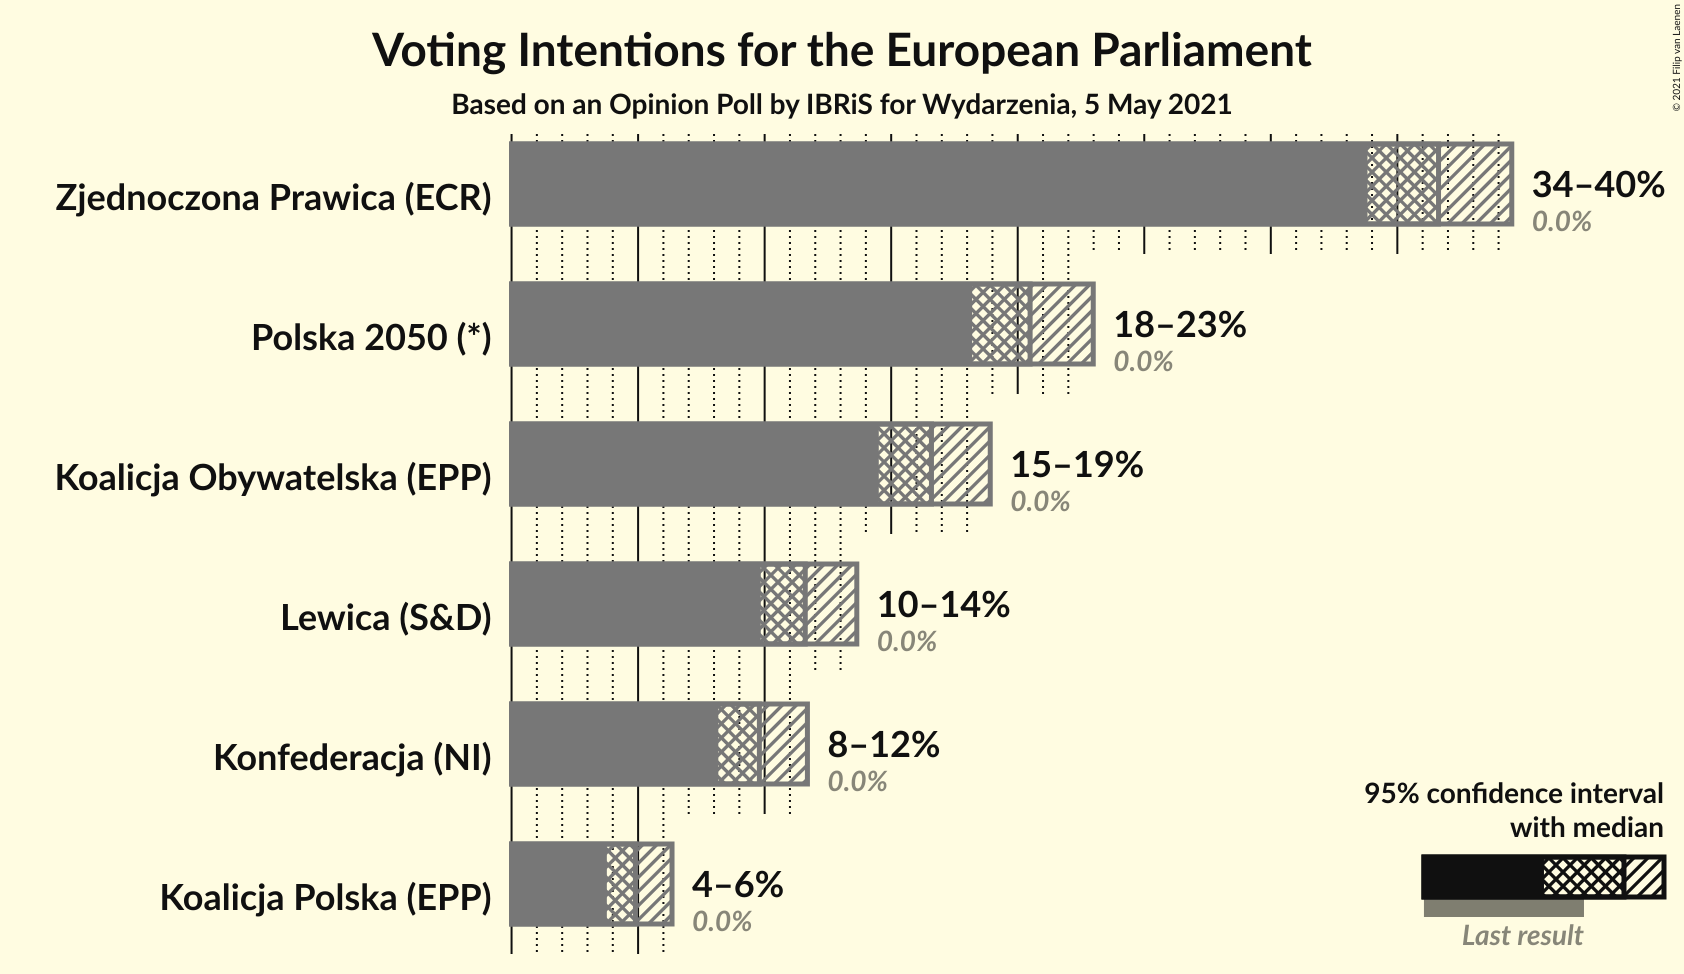 Voting Intentions for the European Parliament
Based on an Opinion Poll by IBRiS for Wydarzenia, 5 May 2021
© 2021 Filip van Laenen
Zjednoczona Prawica (ECR)
34–40%
0.0%
Polska 2050 (*)
18–23%
0.0%
Koalicja Obywatelska (EPP)
15–19%
0.0%
Lewica (S&D)
10–14%
0.0%
Konfederacja (NI)
8–12%
0.0%
Koalicja Polska (EPP)
4–6%
0.0%
95% confidence interval
with median
Last result